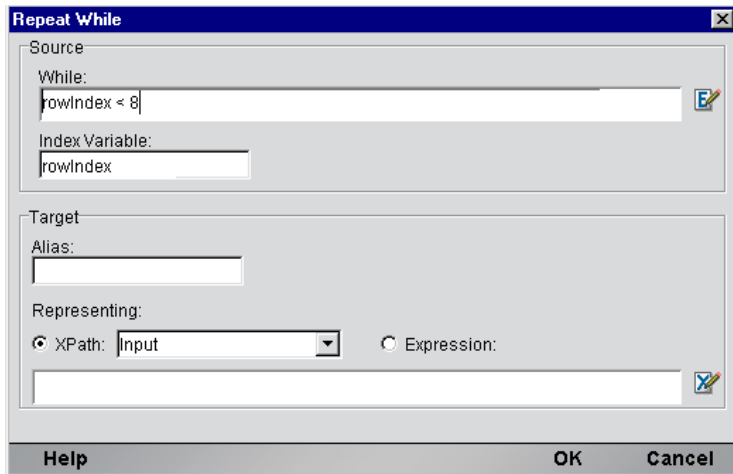 Repeat While
Source
While:
rowIndex < 8
Index Variable:
rowIndex
Target
Alias:
Representing:
XPath: Input Expression:
Help OK Cancel